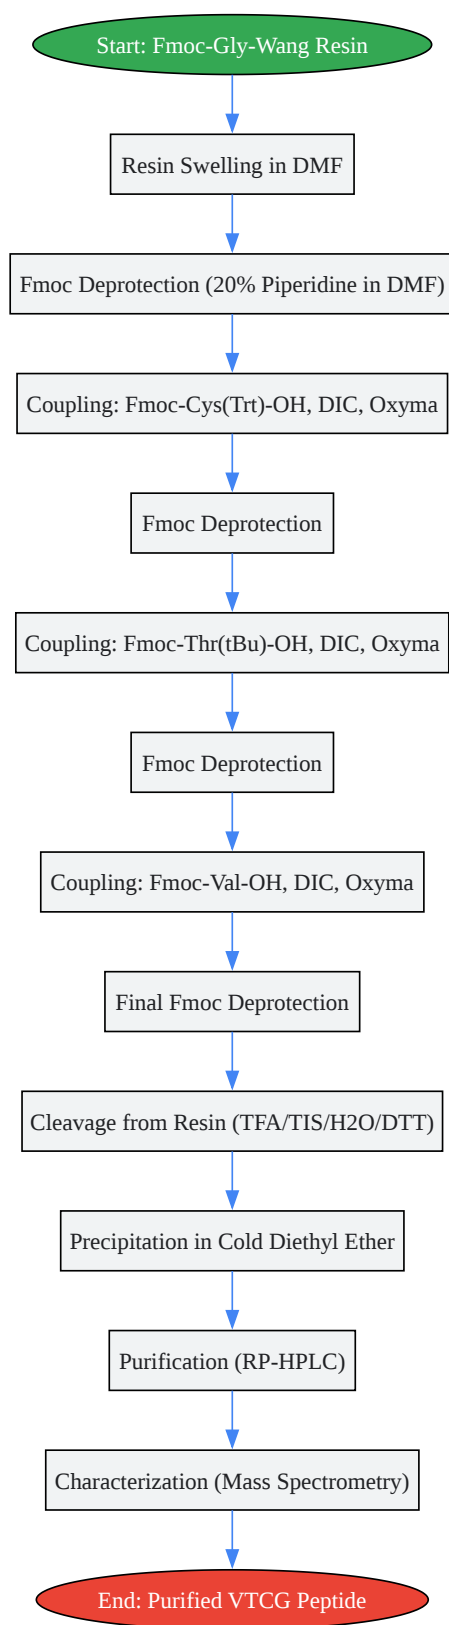 Start: Fmoc-Gly-Wang Resin
Resin Swelling in DMF
Fmoc Deprotection (20% Piperidine in DMF)
Coupling: Fmoc-Cys(Trt)-OH, DIC, Oxyma
Fmoc Deprotection
Coupling: Fmoc-Thr(tBu)-OH, DIC, Oxyma
Fmoc Deprotection
Coupling: Fmoc-Val-OH, DIC, Oxyma
Final Fmoc Deprotection
Cleavage from Resin (TFA/TIS/H2O/DTT)
Precipitation in Cold Diethyl Ether
Purification (RP-HPLC)
Characterization (Mass Spectrometry)
End: Purified VTCG Peptide